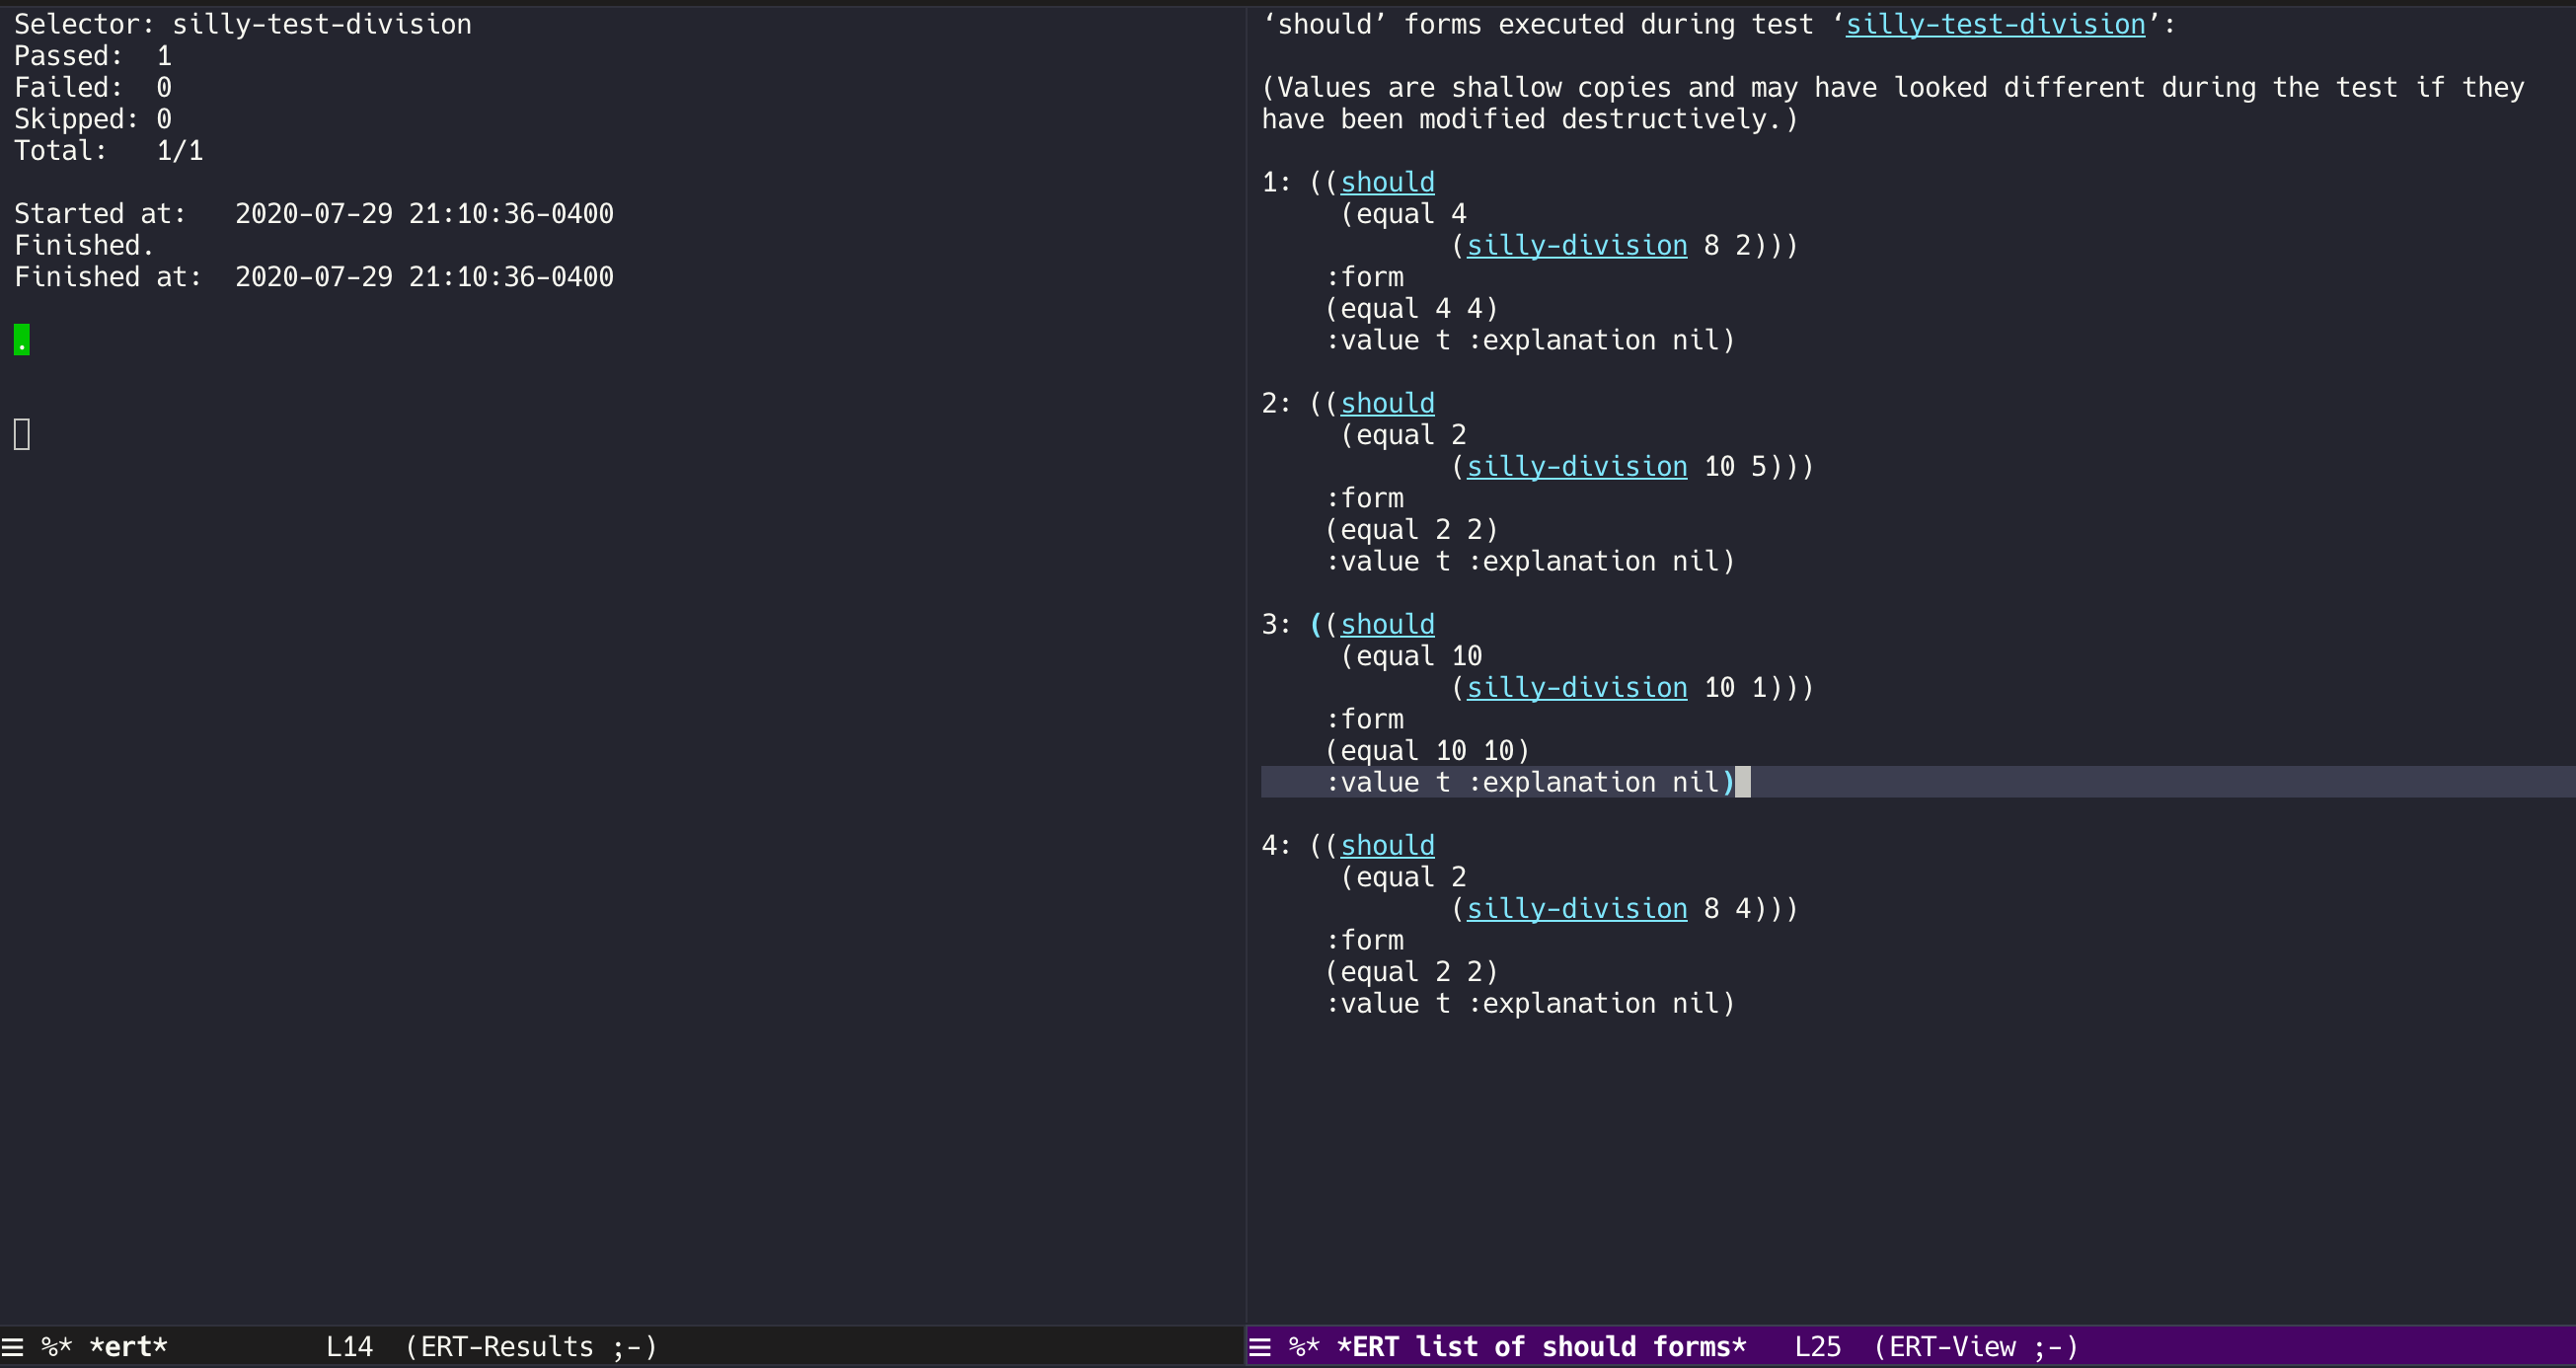 Selector: silly-test-division
Passed:  1
Failed:  0
Skipped: 0
Total:   1/1

Started at:   2020-07-29 21:10:36-0400
Finished.
Finished at:  2020-07-29 21:10:36-0400

.

≡ %* *ert*          L14  (ERT-Results ;-)

‘should’ forms executed during test ‘silly-test-division’:

(Values are shallow copies and may have looked different during the test if they
have been modified destructively.)

1: ((should
     (equal 4
            (silly-division 8 2)))
    :form
    (equal 4 4)
    :value t :explanation nil)

2: ((should
     (equal 2
            (silly-division 10 5)))
    :form
    (equal 2 2)
    :value t :explanation nil)

3: ((should
     (equal 10
            (silly-division 10 1)))
    :form
    (equal 10 10)
    :value t :explanation nil)

4: ((should
     (equal 2
            (silly-division 8 4)))
    :form
    (equal 2 2)
    :value t :explanation nil)

≡ %* *ERT list of should forms*   L25  (ERT-View ;-)